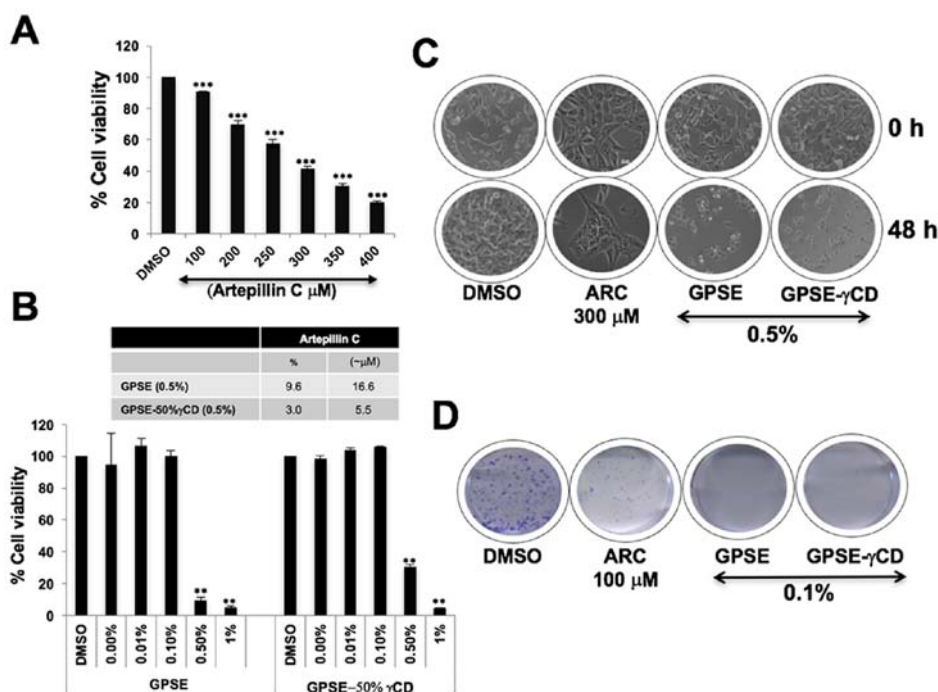 A
% Cell viability
120
100
80
60
40
20
0
***
***
***
***
***
***
DMSO
100
200
250
300
350
400
(Artepillin C μM)
B
Artepillin C
% (~μM)
GPSE (0.5%) 9.6 16.6
GPSE-50%γCD (0.5%) 3.0 5.5
% Cell viability
120
100
80
60
40
20
0
**
**
**
**
DMSO
0.00%
0.01%
0.10%
0.50%
1%
DMSO
0.00%
0.01%
0.10%
0.50%
1%
GPSE GPSE–50% γCD
C
0 h
48 h
DMSO ARC GPSE GPSE-γCD
300 μM
0.5%
D
DMSO ARC GPSE GPSE-γCD
100 μM
0.1%